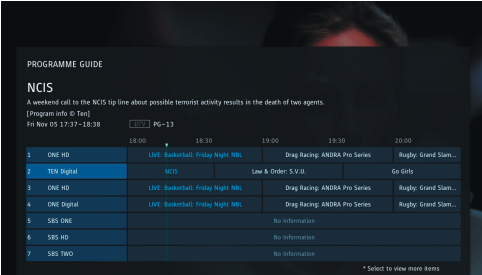 PROGRAMME GUIDE
NCIS
A weekend call to the NCIS tip line about possible terrorist activity results in the death of two agents.
[Program info © Ten]
Fri Nov 05 17:37-18:38 DTV PG-13
18:00 18:30 19:00 19:30 20:00
1 ONE HD LIVE: Basketball: Friday Night NBL Drag Racing: ANDRA Pro Series Rugby: Grand Slam...
2 TEN Digital NCIS Law & Order: S.V.U. Go Girls
3 ONE HD LIVE: Basketball: Friday Night NBL Drag Racing: ANDRA Pro Series Rugby: Grand Slam...
4 ONE Digital LIVE: Basketball: Friday Night NBL Drag Racing: ANDRA Pro Series Rugby: Grand Slam...
5 SBS ONE No Information
6 SBS HD No Information
7 SBS TWO No Information
* Select to view more items